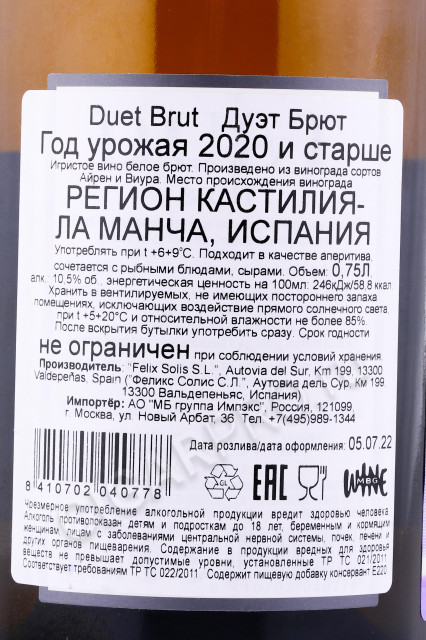 Duet Brut Дуэт Брют
Год урожая 2020 и старше
Игристое вино белое брют. Произведено из винограда сортов
Айрен и Виура. Место происхождения винограда
РЕГИОН КАСТИЛИЯ-
ЛА МАНЧА, ИСПАНИЯ
Употреблять при t +6+9°C. Подходит в качестве аперитива,
сочетается с рыбными блюдами, сырами. Объем: 0,75Л,
алк.: 10,5% об., энергетическая ценность на 100мл: 246кДж/58,8 ккал.
Хранить в вентилируемых, не имеющих постороннего запаха
помещениях, исключающих воздействие прямого солнечного света,
при t +5+20°C и относительной влажности не более 85%.
После вскрытия бутылки употребить сразу. Срок годности
не ограничен при соблюдении условий хранения.
Производитель: "Felix Solis S.L.", Autovia del Sur, Km 199, 13300
Valdepeñas, Spain ("Феликс Солис С.Л.", Аутовиа дель Сур, Км 199,
13300 Вальдепеньяс, Испания)
Импортёр: АО "МБ группа Имлэкс", Россия, 121099,
г. Москва, ул. Новый Арбат, 36. Тел.:+7(495)989-1344
Дата розлива/дата оформления: 05.07.22
GL
EAC
WINE
MBG
8 410702 040778
Чрезмерное употребление алкогольной продукции вредит здоровью человека.
Алкоголь противопоказан детям и подросткам до 18 лет, беременным и кормящим
женщинам, лицам с заболеваниями центральной нервной системы, почек, печени и
других органов пищеварения. Содержание в продукции вредных для здоровья
веществ не превышает допустимые уровни, установленные ТР ТС 021/2011.
Соответствует требованиям ТР ТС 022/2011. Содержит пищевую добавку консервант E220